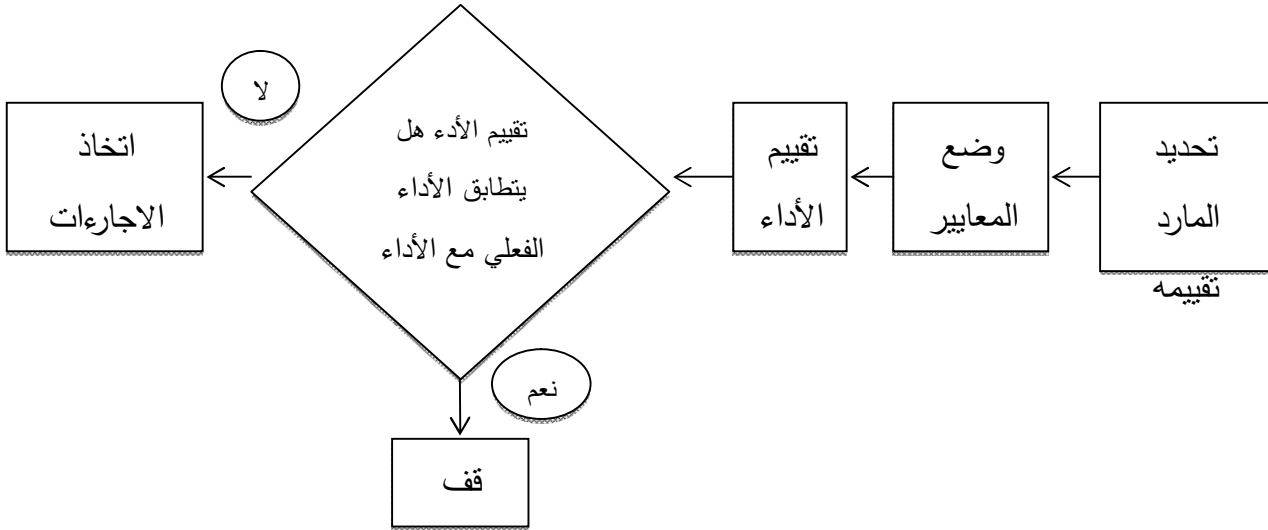 تحديد
المارد
تقييمه
وضع
المعايير
تقييم
الأداء
تقييم الأدء هل
يتطابق الأداء
الفعلي مع الأداء
لا
اتخاذ
الاجارءات
نعم
قف